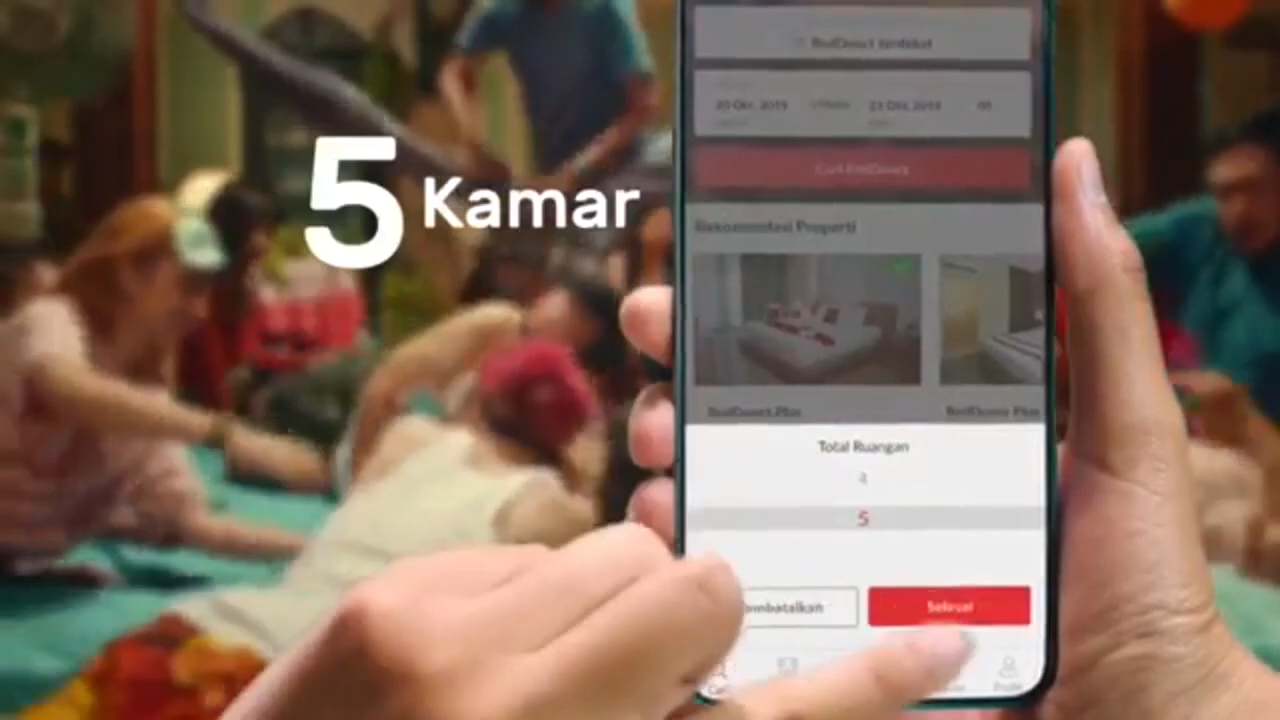 5 Kamar
RedDoorz terdekat
20 Okt. 2019
23 Okt. 2019
01
Cari RedDoorz
Rekomendasi Properti
RedDoorz Plus
RedDoorz Plus
Total Ruangan
5
Selesai